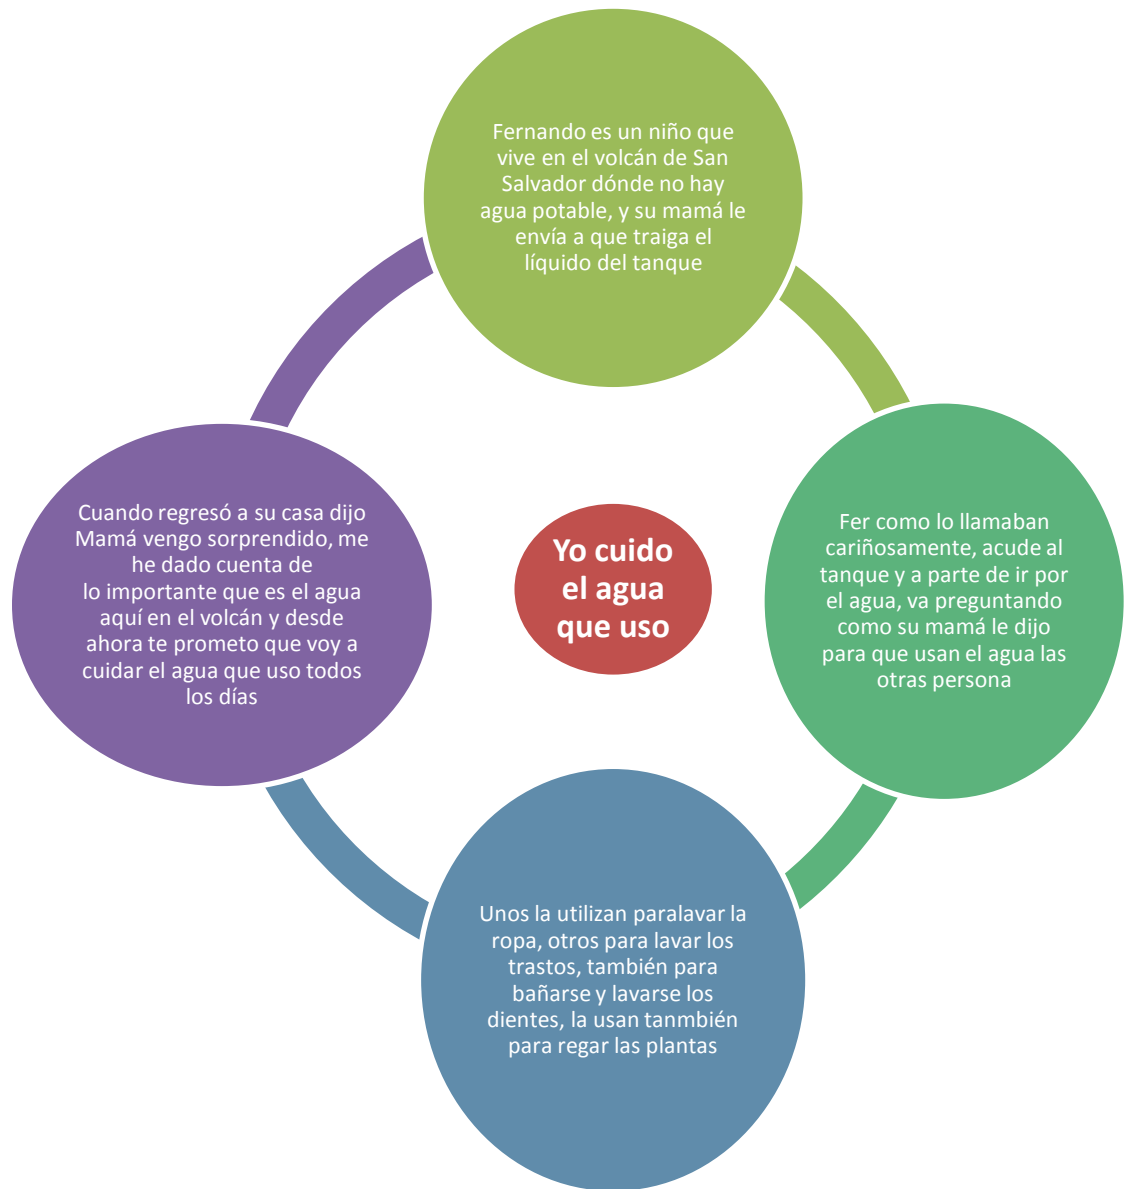 Fernando es un niño que
vive en el volcán de San
Salvador dónde no hay
agua potable, y su mamá le
envía a que traiga el
líquido del tanque
Fer como lo llamaban
cariñosamente, acude al
tanque y a parte de ir por
el agua, va preguntando
como su mamá le dijo
para que usan el agua las
otras persona
Unos la utilizan paralavar la
ropa, otros para lavar los
trastos, también para
bañarse y lavarse los
dientes, la usan tanmbién
para regar las plantas
Cuando regresó a su casa dijo
Mamá vengo sorprendido, me
he dado cuenta de
lo importante que es el agua
aquí en el volcán y desde
ahora te prometo que voy a
cuidar el agua que uso todos
los días
Yo cuido
el agua
que uso